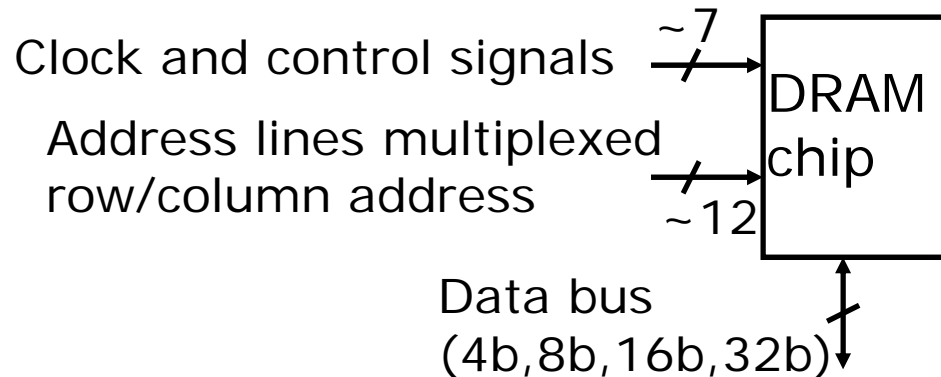 ~7
Clock and control signals
DRAM
chip
Address lines multiplexed
row/column address
~12
Data bus
(4b,8b,16b,32b)